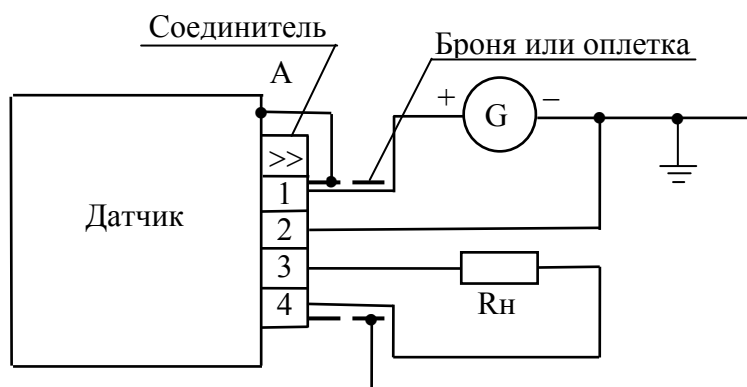 Соединитель
Броня или оплетка
А
+ G –
>>
1
Датчик
2
3
4
Rн